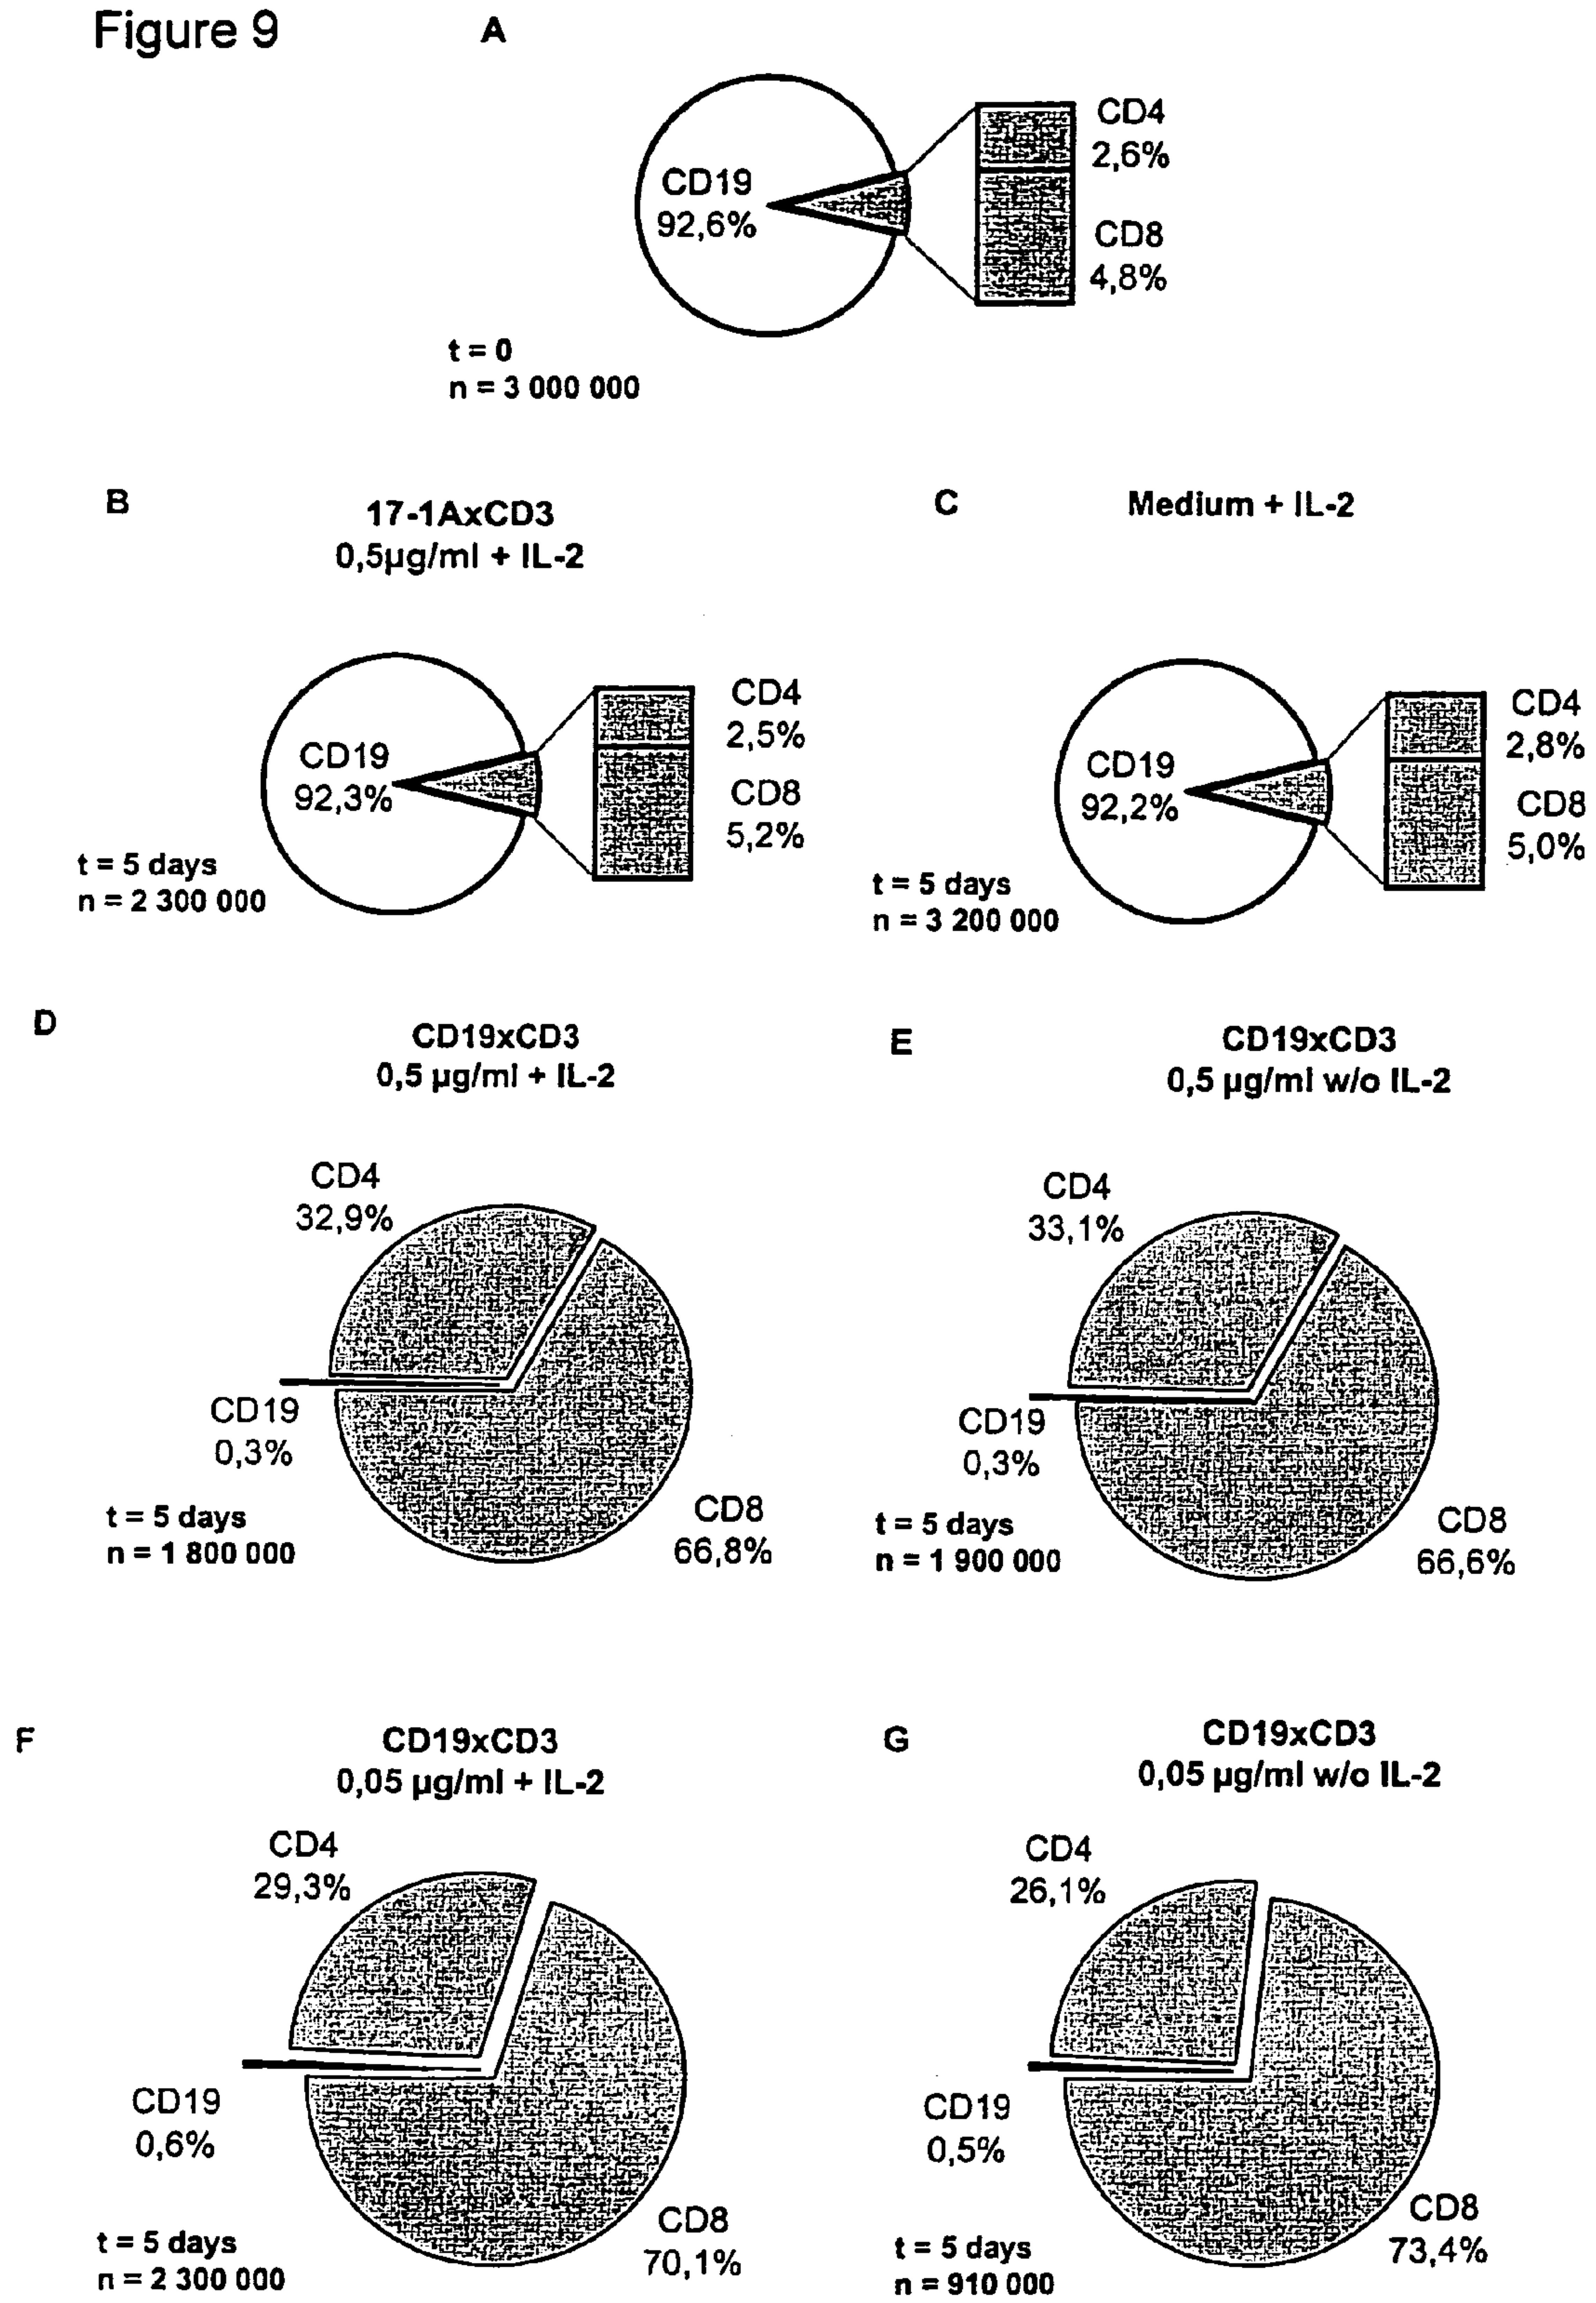 Figure 9
A
CD19
92,6%
CD4
2,6%
CD8
4,8%
t = 0
n = 3 000 000
B
17-1AxCD3
0,5µg/ml + IL-2
CD19
92,3%
CD4
2,5%
CD8
5,2%
t = 5 days
n = 2 300 000
C
Medium + IL-2
CD19
92,2%
CD4
2,8%
CD8
5,0%
t = 5 days
n = 3 200 000
D
CD19xCD3
0,5 µg/ml + IL-2
CD4
32,9%
CD19
0,3%
CD8
66,8%
t = 5 days
n = 1 800 000
E
CD19xCD3
0,5 µg/ml w/o IL-2
CD4
33,1%
CD19
0,3%
CD8
66,6%
t = 5 days
n = 1 900 000
F
CD19xCD3
0,05 µg/ml + IL-2
CD4
29,3%
CD19
0,6%
CD8
70,1%
t = 5 days
n = 2 300 000
G
CD19xCD3
0,05 µg/ml w/o IL-2
CD4
26,1%
CD19
0,5%
CD8
73,4%
t = 5 days
n = 910 000